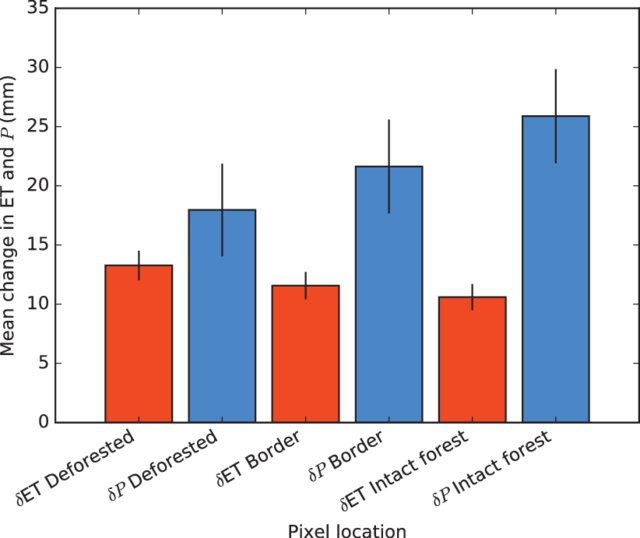 Mean change in ET and P (mm)
35
30
25
20
15
10
5
0
δET Deforested
δP Deforested
δET Border
δP Border
δET Intact forest
δP Intact forest
Pixel location